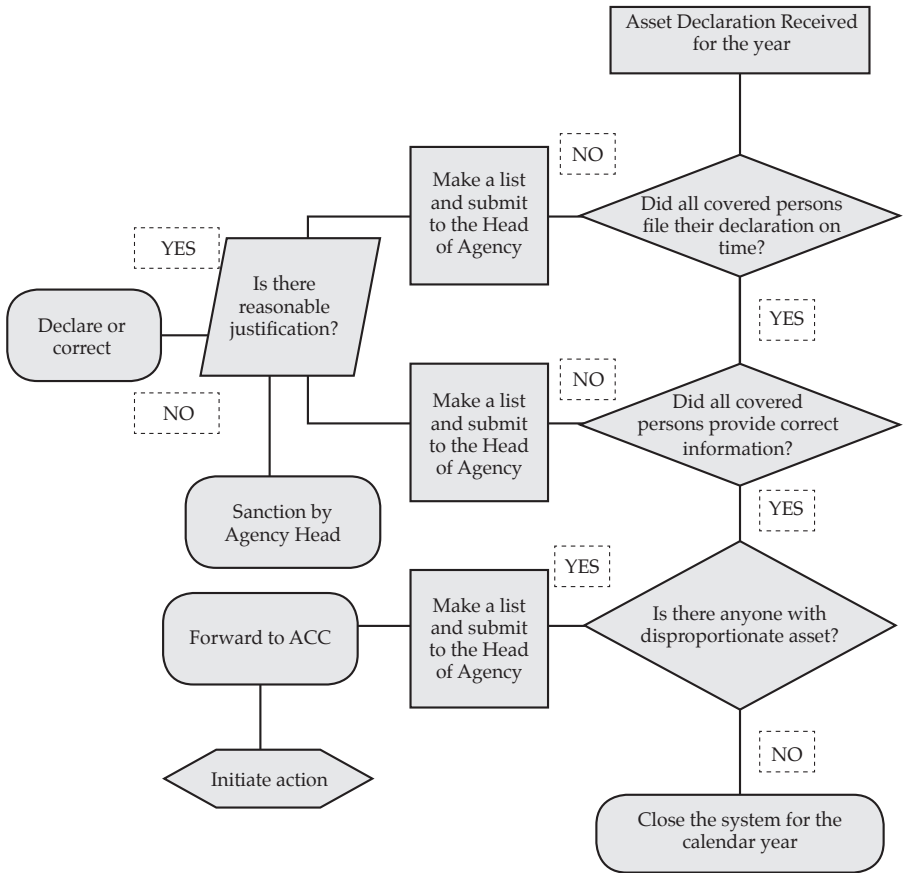 Asset Declaration Received
for the year
NO
Make a list
and submit
to the Head
of Agency
Did all covered persons
file their declaration on
time?
YES
Is there
reasonable
justification?
Declare or
correct
YES
NO
NO
Make a list
and submit
to the Head
of Agency
Did all covered
persons provide correct
information?
Sanction by
Agency Head
YES
YES
Forward to ACC
Make a list
and submit
to the Head
of Agency
Is there anyone with
disproportionate asset?
Initiate action
NO
Close the system for the
calendar year